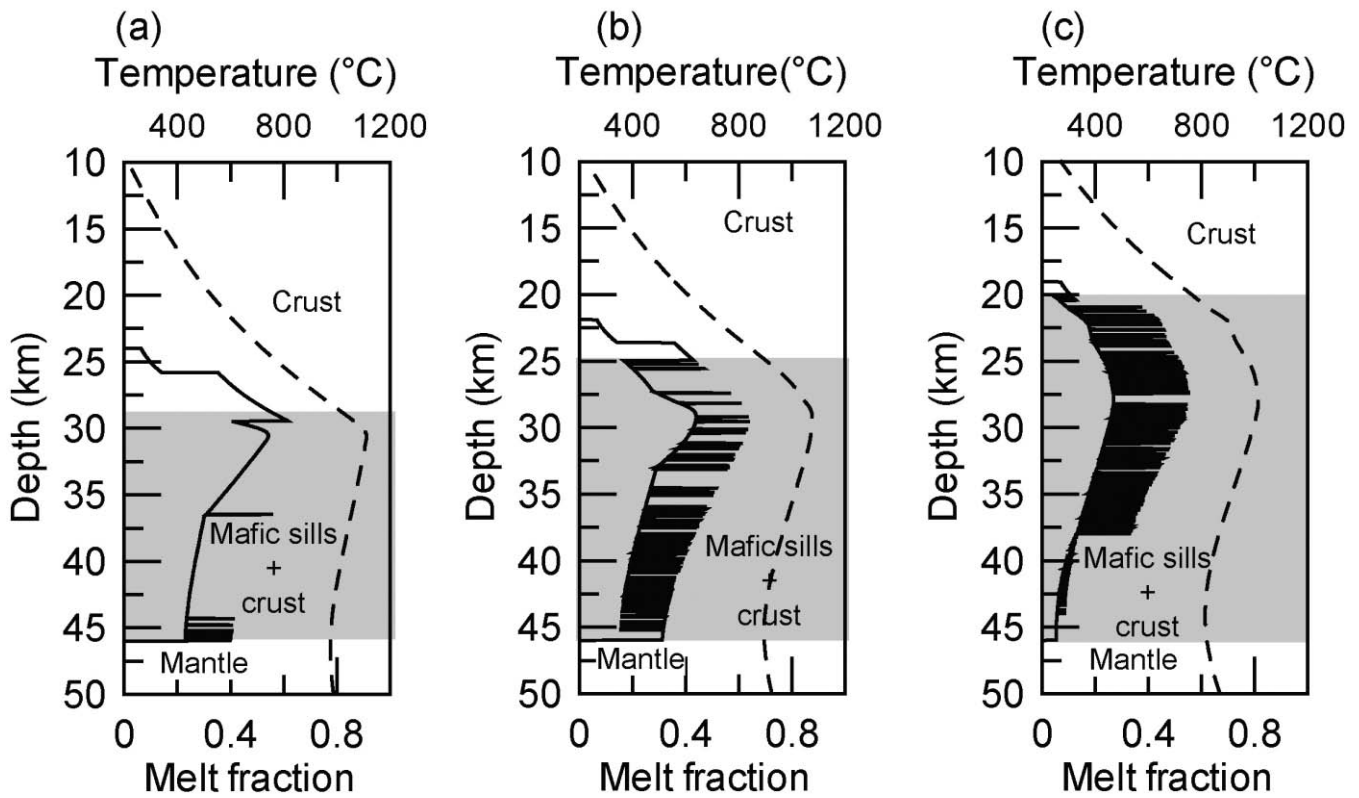 (a)
Temperature (°C)
400 800 1200
10
15
20
25
30
35
40
45
50
Depth (km)
Crust
Mafic sills
+
crust
Mantle
0 0.4 0.8
Melt fraction
(b)
Temperature(°C)
400 800 1200
10
15
20
25
30
35
40
45
50
Depth (km)
Crust
Mafic sills
+
crust
Mantle
0 0.4 0.8
Melt fraction
(c)
Temperature (°C)
400 800 1200
10
15
20
25
30
35
40
45
50
Depth (km)
Crust
Mafic sills
+
crust
Mantle
0 0.4 0.8
Melt fraction